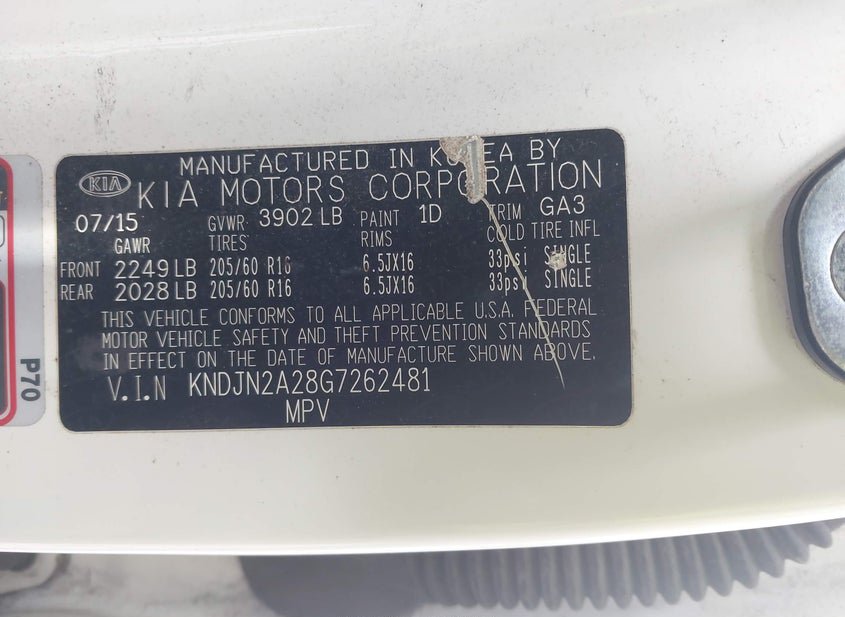 MANUFACTURED IN KOREA BY
KIA KIA MOTORS CORPORATION
07/15 GVWR 3902 LB PAINT 1D TRIM GA3
GAWR TIRES RIMS COLD TIRE INFL
FRONT 2249 LB 205/60 R16 6.5JX16 33psi SINGLE
REAR 2028 LB 205/60 R16 6.5JX16 33psi SINGLE
THIS VEHICLE CONFORMS TO ALL APPLICABLE U.S.A. FEDERAL
MOTOR VEHICLE SAFETY AND THEFT PREVENTION STANDARDS
IN EFFECT ON THE DATE OF MANUFACTURE SHOWN ABOVE.
V.I.N KNDJN2A28G7262481
MPV
P70